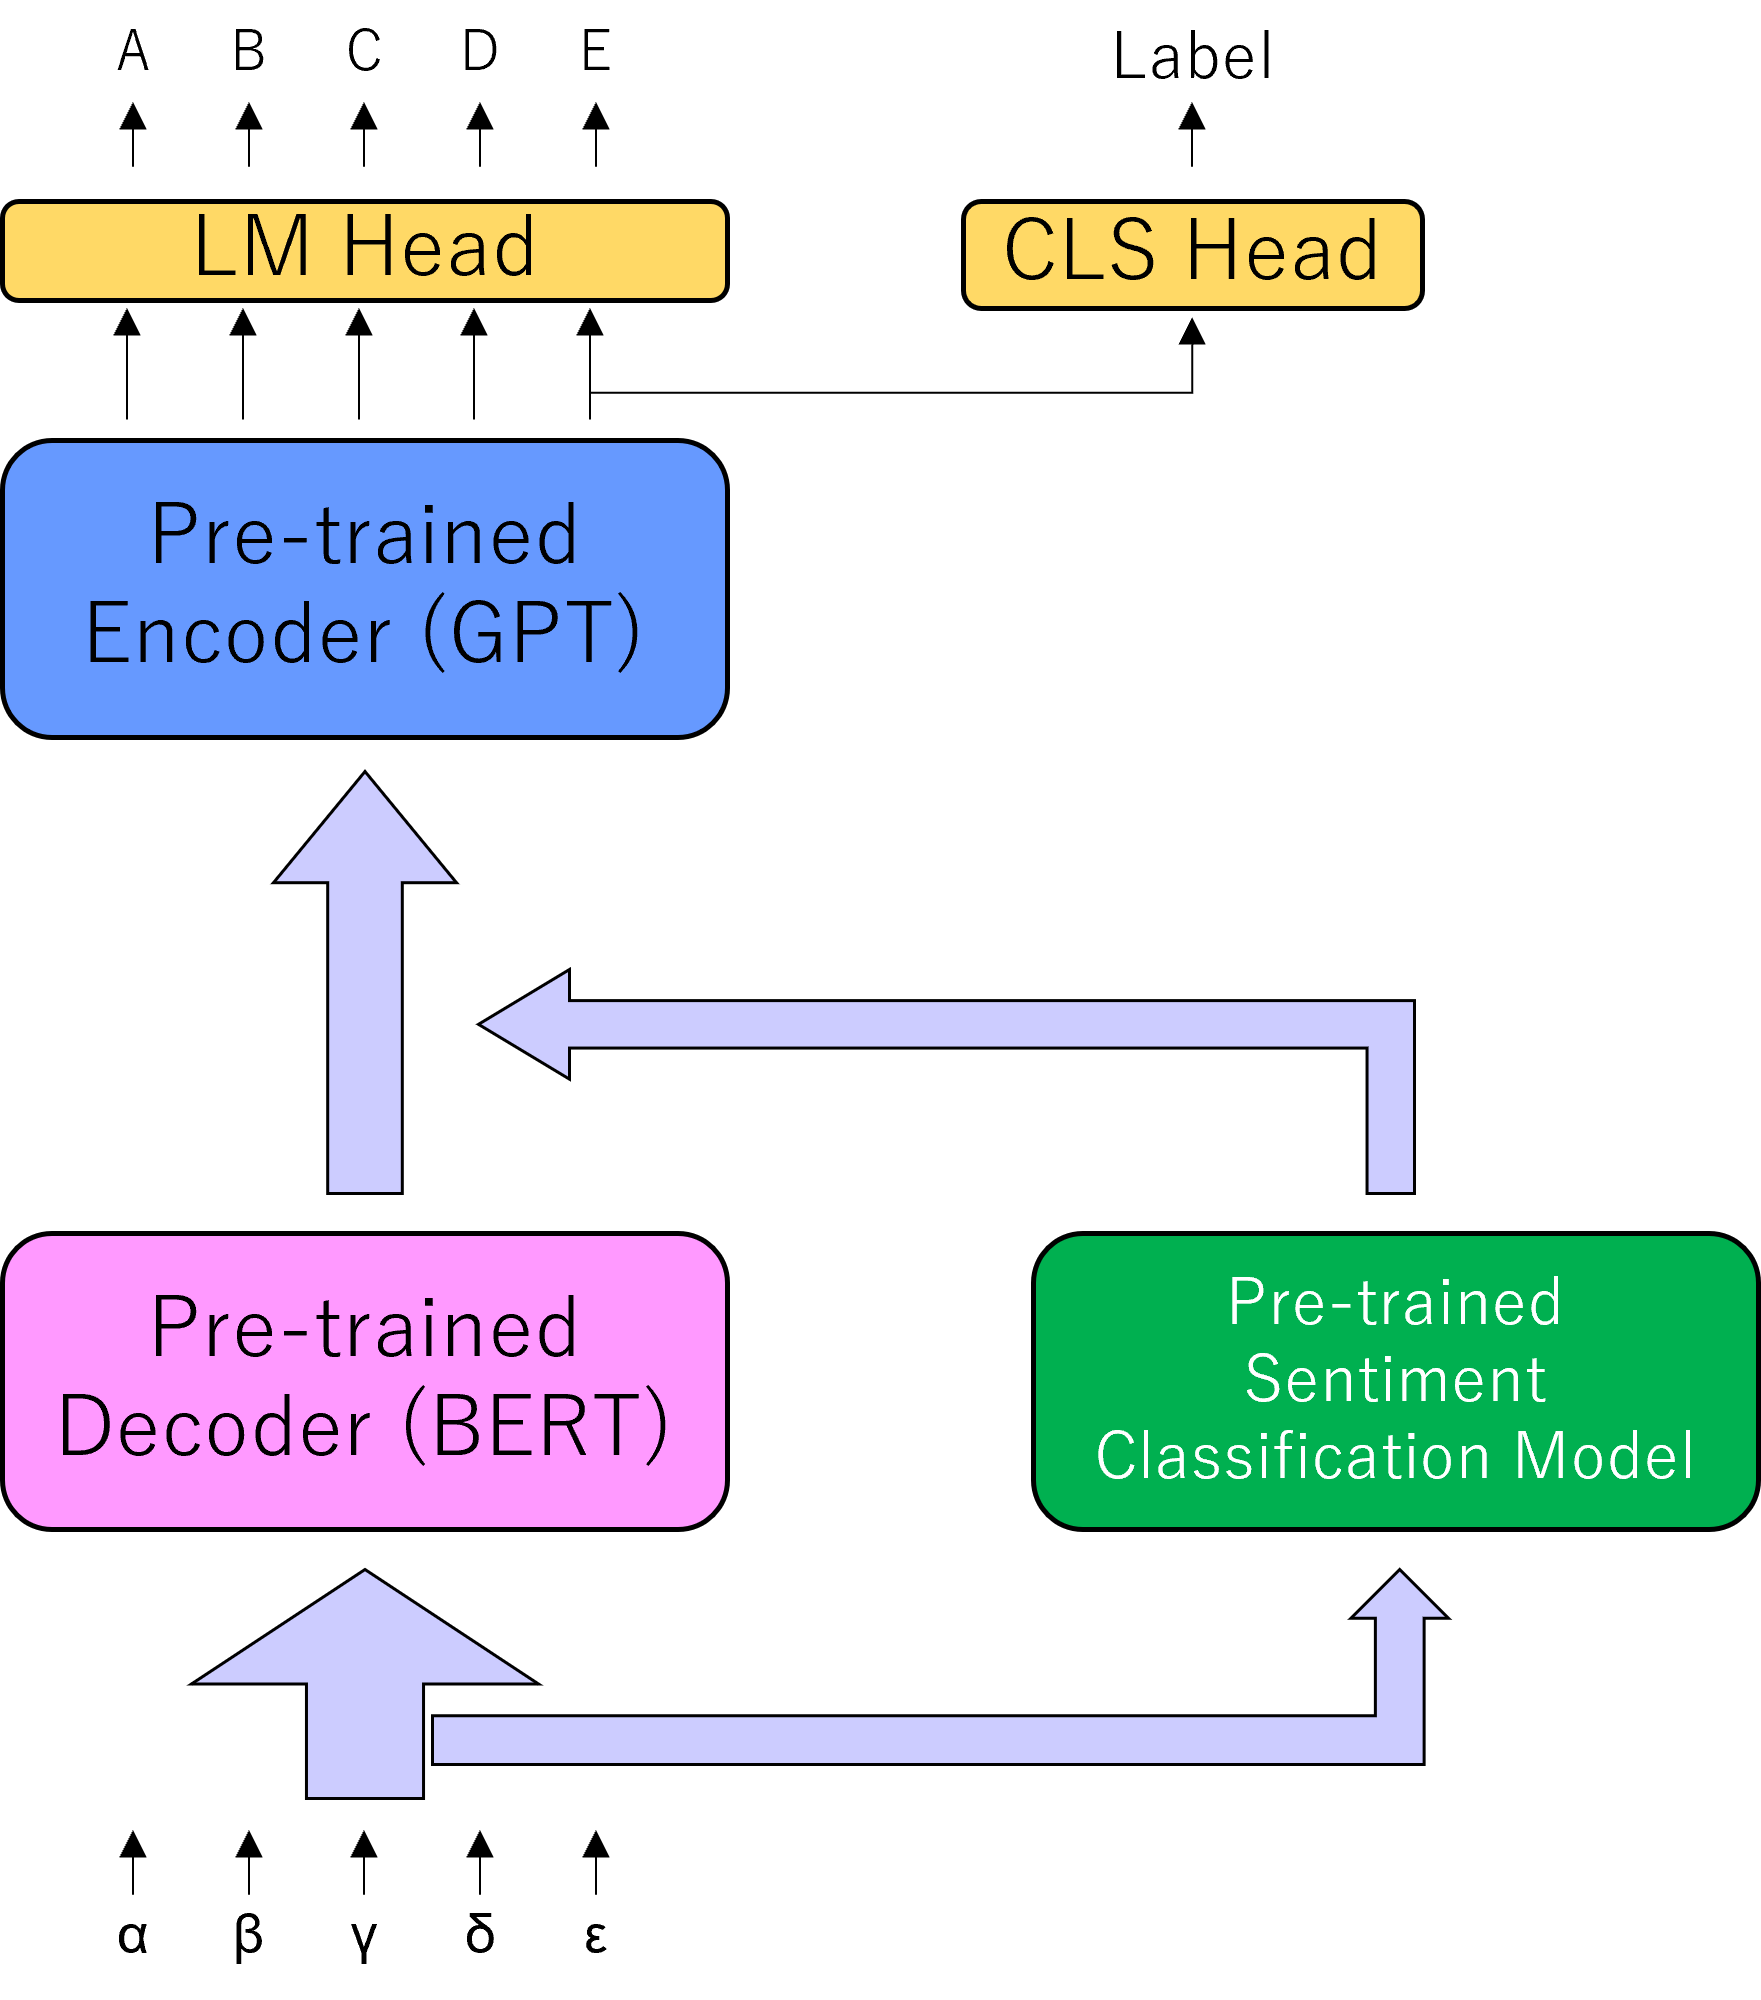 A B C D E
Label
LM Head
CLS Head
Pre-trained
Encoder (GPT)
Pre-trained
Decoder (BERT)
Pre-trained
Sentiment
Classification Model
α β γ δ ε